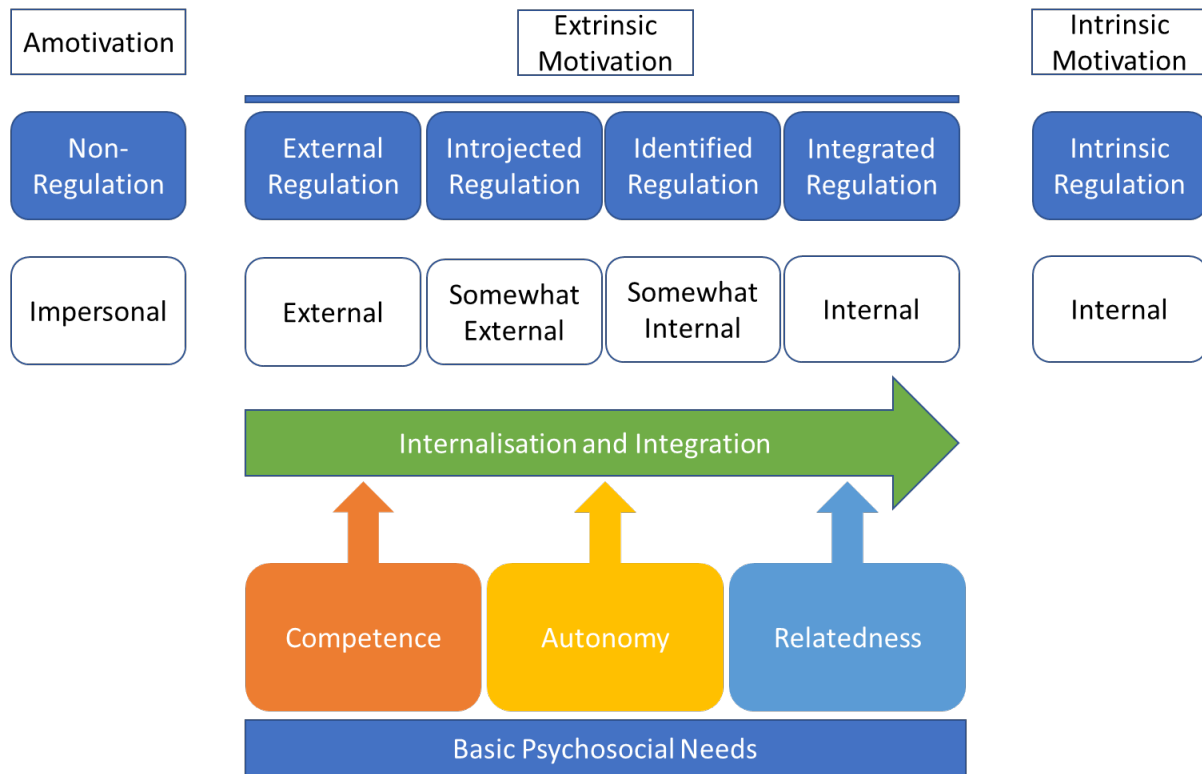 Amotivation
Extrinsic
Motivation
Intrinsic
Motivation
Non-
Regulation
External
Regulation
Introjected
Regulation
Identified
Regulation
Integrated
Regulation
Intrinsic
Regulation
Impersonal
External
Somewhat
External
Somewhat
Internal
Internal
Internal
Internalisation and Integration
Competence
Autonomy
Relatedness
Basic Psychosocial Needs